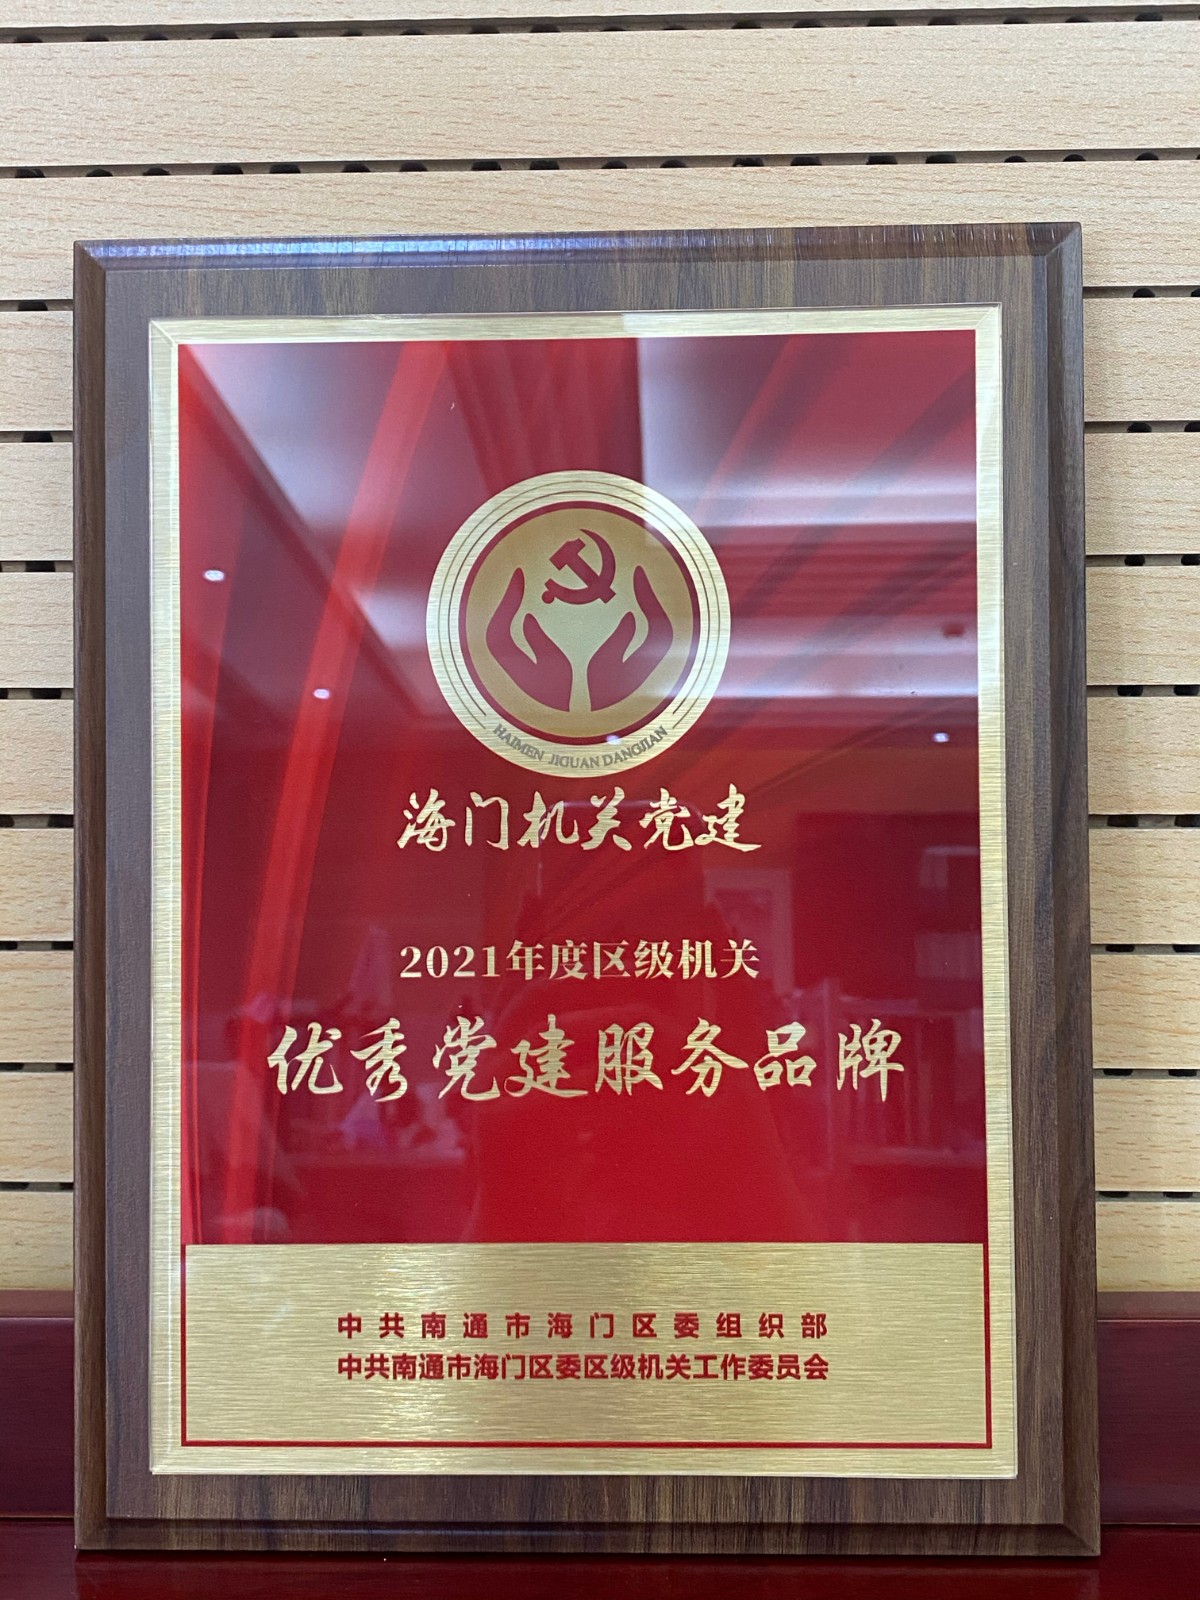 HAIMEN JIGUAN DANGJIAN
海门机关党建
2021年度区级机关
优秀党建服务品牌
中共南通市海门区委组织部
中共南通市海门区委区级机关工作委员会